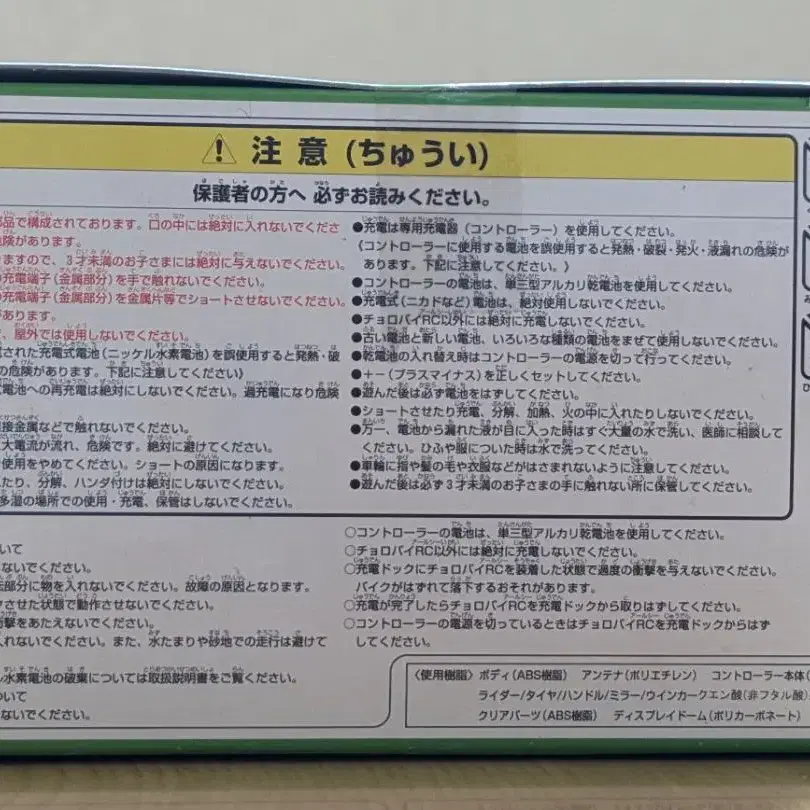 ⚠ 注意(ちゅうい)
保護者の方へ 必ずお読みください。
品で構成されております。口の中には絶対に入れないでくださ
危険があります。
ますので、3才未満のお子さまには絶対に与えないでください。
充電端子(金属部分)を手で触れないでください。
充電端子(金属部分)を金属片等でショートさせないでください。
があります。
、屋外では使用しないでください。
された充電式電池(ニッケル水素電池)を誤使用すると発熱・破
の危険があります。下記に注意してください》
電池への再充電は絶対にしないでください。過充電になり危険
接金属などで触れないでください。
大電流が流れ、危険です。絶対に避けてください。
使用をやめてください。ショートの原因になります。
たり、分解、ハンダ付けは絶対にしないでください。
多湿の場所での使用・充電、保管はしないでください。
●充電は専用充電器(コントローラー)を使用してください。
《コントローラーに使用する電池を誤使用すると発熱・破裂・発火・液漏れの危険が
あります。下記に注意してください。》
●コントローラーの電池は、単三型アルカリ乾電池を使用してください。
●充電式(ニカドなど)電池は、絶対使用しないでください。
●チョロバイRC以外には絶対に充電しないでください。
●古い電池と新しい電池、いろいろな種類の電池をまぜて使用しないでください。
●乾電池の入れ替え時はコントローラーの電源を切って行ってください。
●+−(プラスマイナス)を正しくセットしてください。
●遊んだ後は必ず電池をはずしてください。
●ショートさせたり充電、分解、加熱、火の中に入れたりしないでください。
●万一、電池から漏れた液が目に入った時はすぐ大量の水で洗い、医師に相談して
ください。ひふや服についた時は水で洗ってください。
●車輪に指や髪の毛や衣服などがはさまれないように注意してください。
●遊んだ後は必ず3才未満のお子さまの手に触れない所に保管してください。
いて
ないでください。
部分に物を入れないでください。故障の原因となります。
させた状態で動作させないでください。
衝撃をあたえないでください。
れないでください。また、水たまりや砂地での走行は避けて
水素電池の破棄については取扱説明書をご覧ください。
ついて
ないでください。
○コントローラーの電池は、単三型アルカリ乾電池を使用してください。
○チョロバイRC以外には絶対に充電しないでください。
○充電ドックにチョロバイRCを装着した状態で過度の衝撃を与えないでください。
バイクがはずれて落下するおそれがあります。
○充電が完了したらチョロバイRCを充電ドックから取りはずしてください。
○コントローラーの電源を切っているときはチョロバイRCを充電ドックからはず
してください。
〈使用樹脂〉ボディ(ABS樹脂) アンテナ(ポリエチレン) コントローラー本体(
ライダー/タイヤ/ハンドル/ミラー/ウインカークエン酸(非フタル酸)
クリアパーツ(ABS樹脂) ディスプレイドーム(ポリカーボネート)